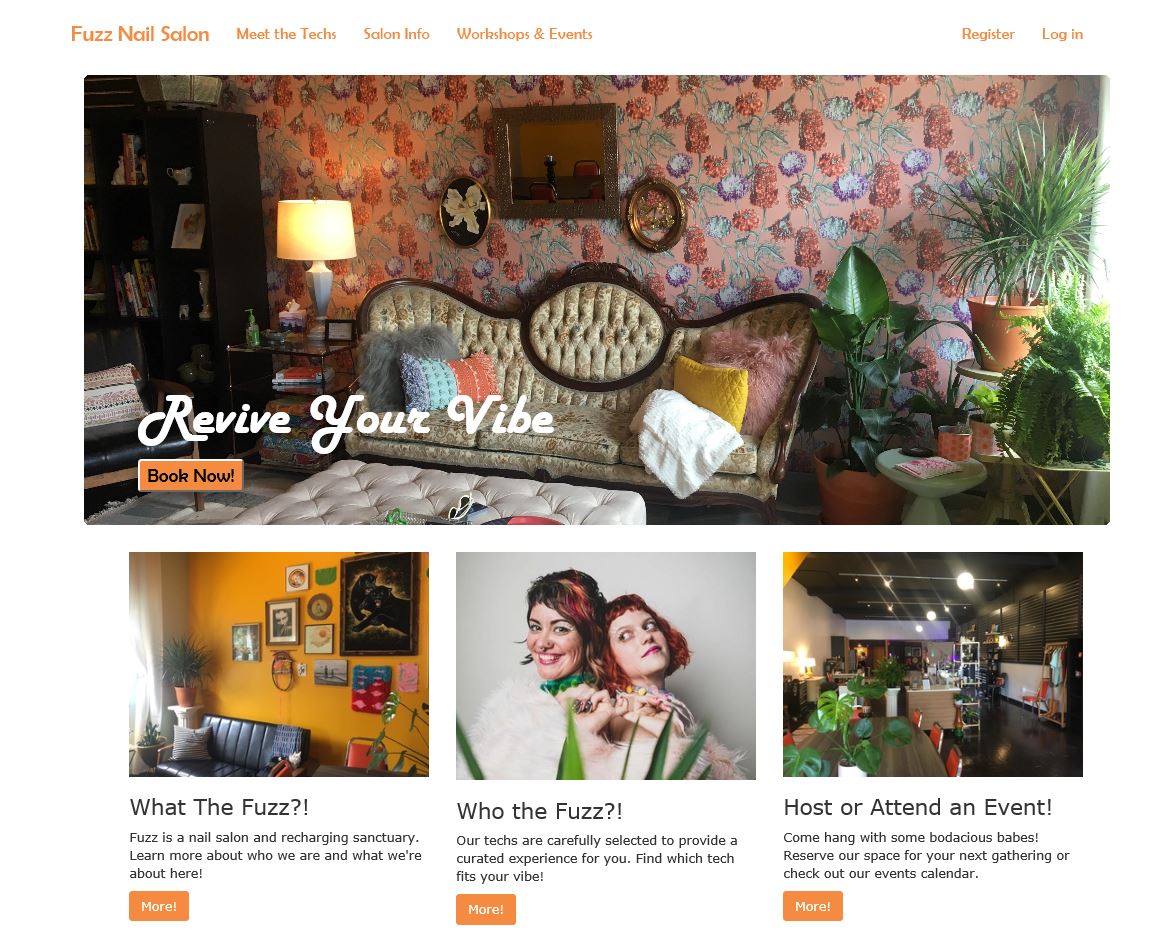 Fuzz Nail Salon Meet the Techs Salon Info Workshops & Events Register Log in
Revive Your Vibe
Book Now!
What The Fuzz?!
Fuzz is a nail salon and recharging sanctuary.
Learn more about who we are and what we're
about here!
More!
Who the Fuzz?!
Our techs are carefully selected to provide a
curated experience for you. Find which tech
fits your vibe!
More!
Host or Attend an Event!
Come hang with some bodacious babes!
Reserve our space for your next gathering or
check out our events calendar.
More!